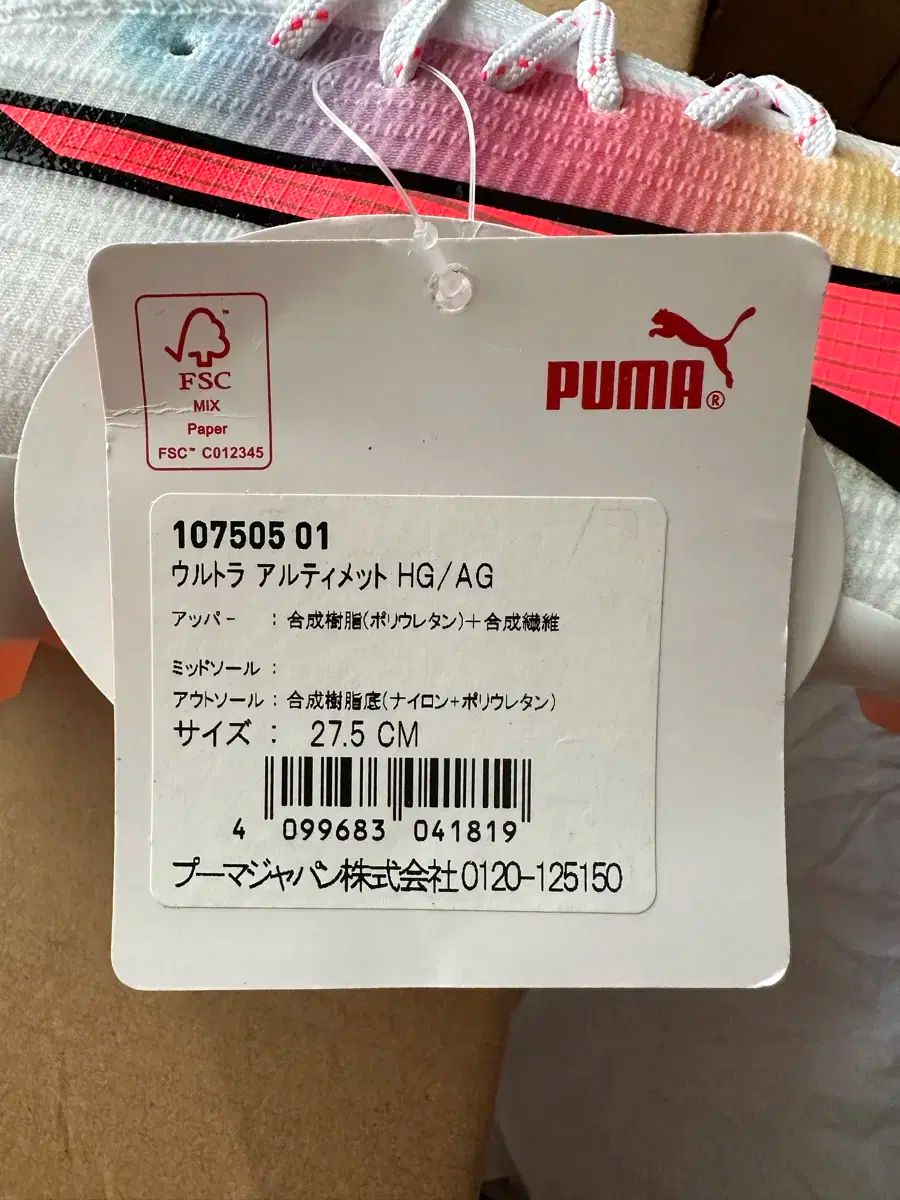 FSC™
MIX
Paper
FSC™ C012345
PUMA®
107505 01
ウルトラ アルティメット HG/AG
アッパー : 合成樹脂(ポリウレタン)+合成繊維
ミッドソール :
アウトソール : 合成樹脂底(ナイロン+ポリウレタン)
サイズ : 27.5 CM
4 099683 041819
プーマジャパン株式会社0120-125150